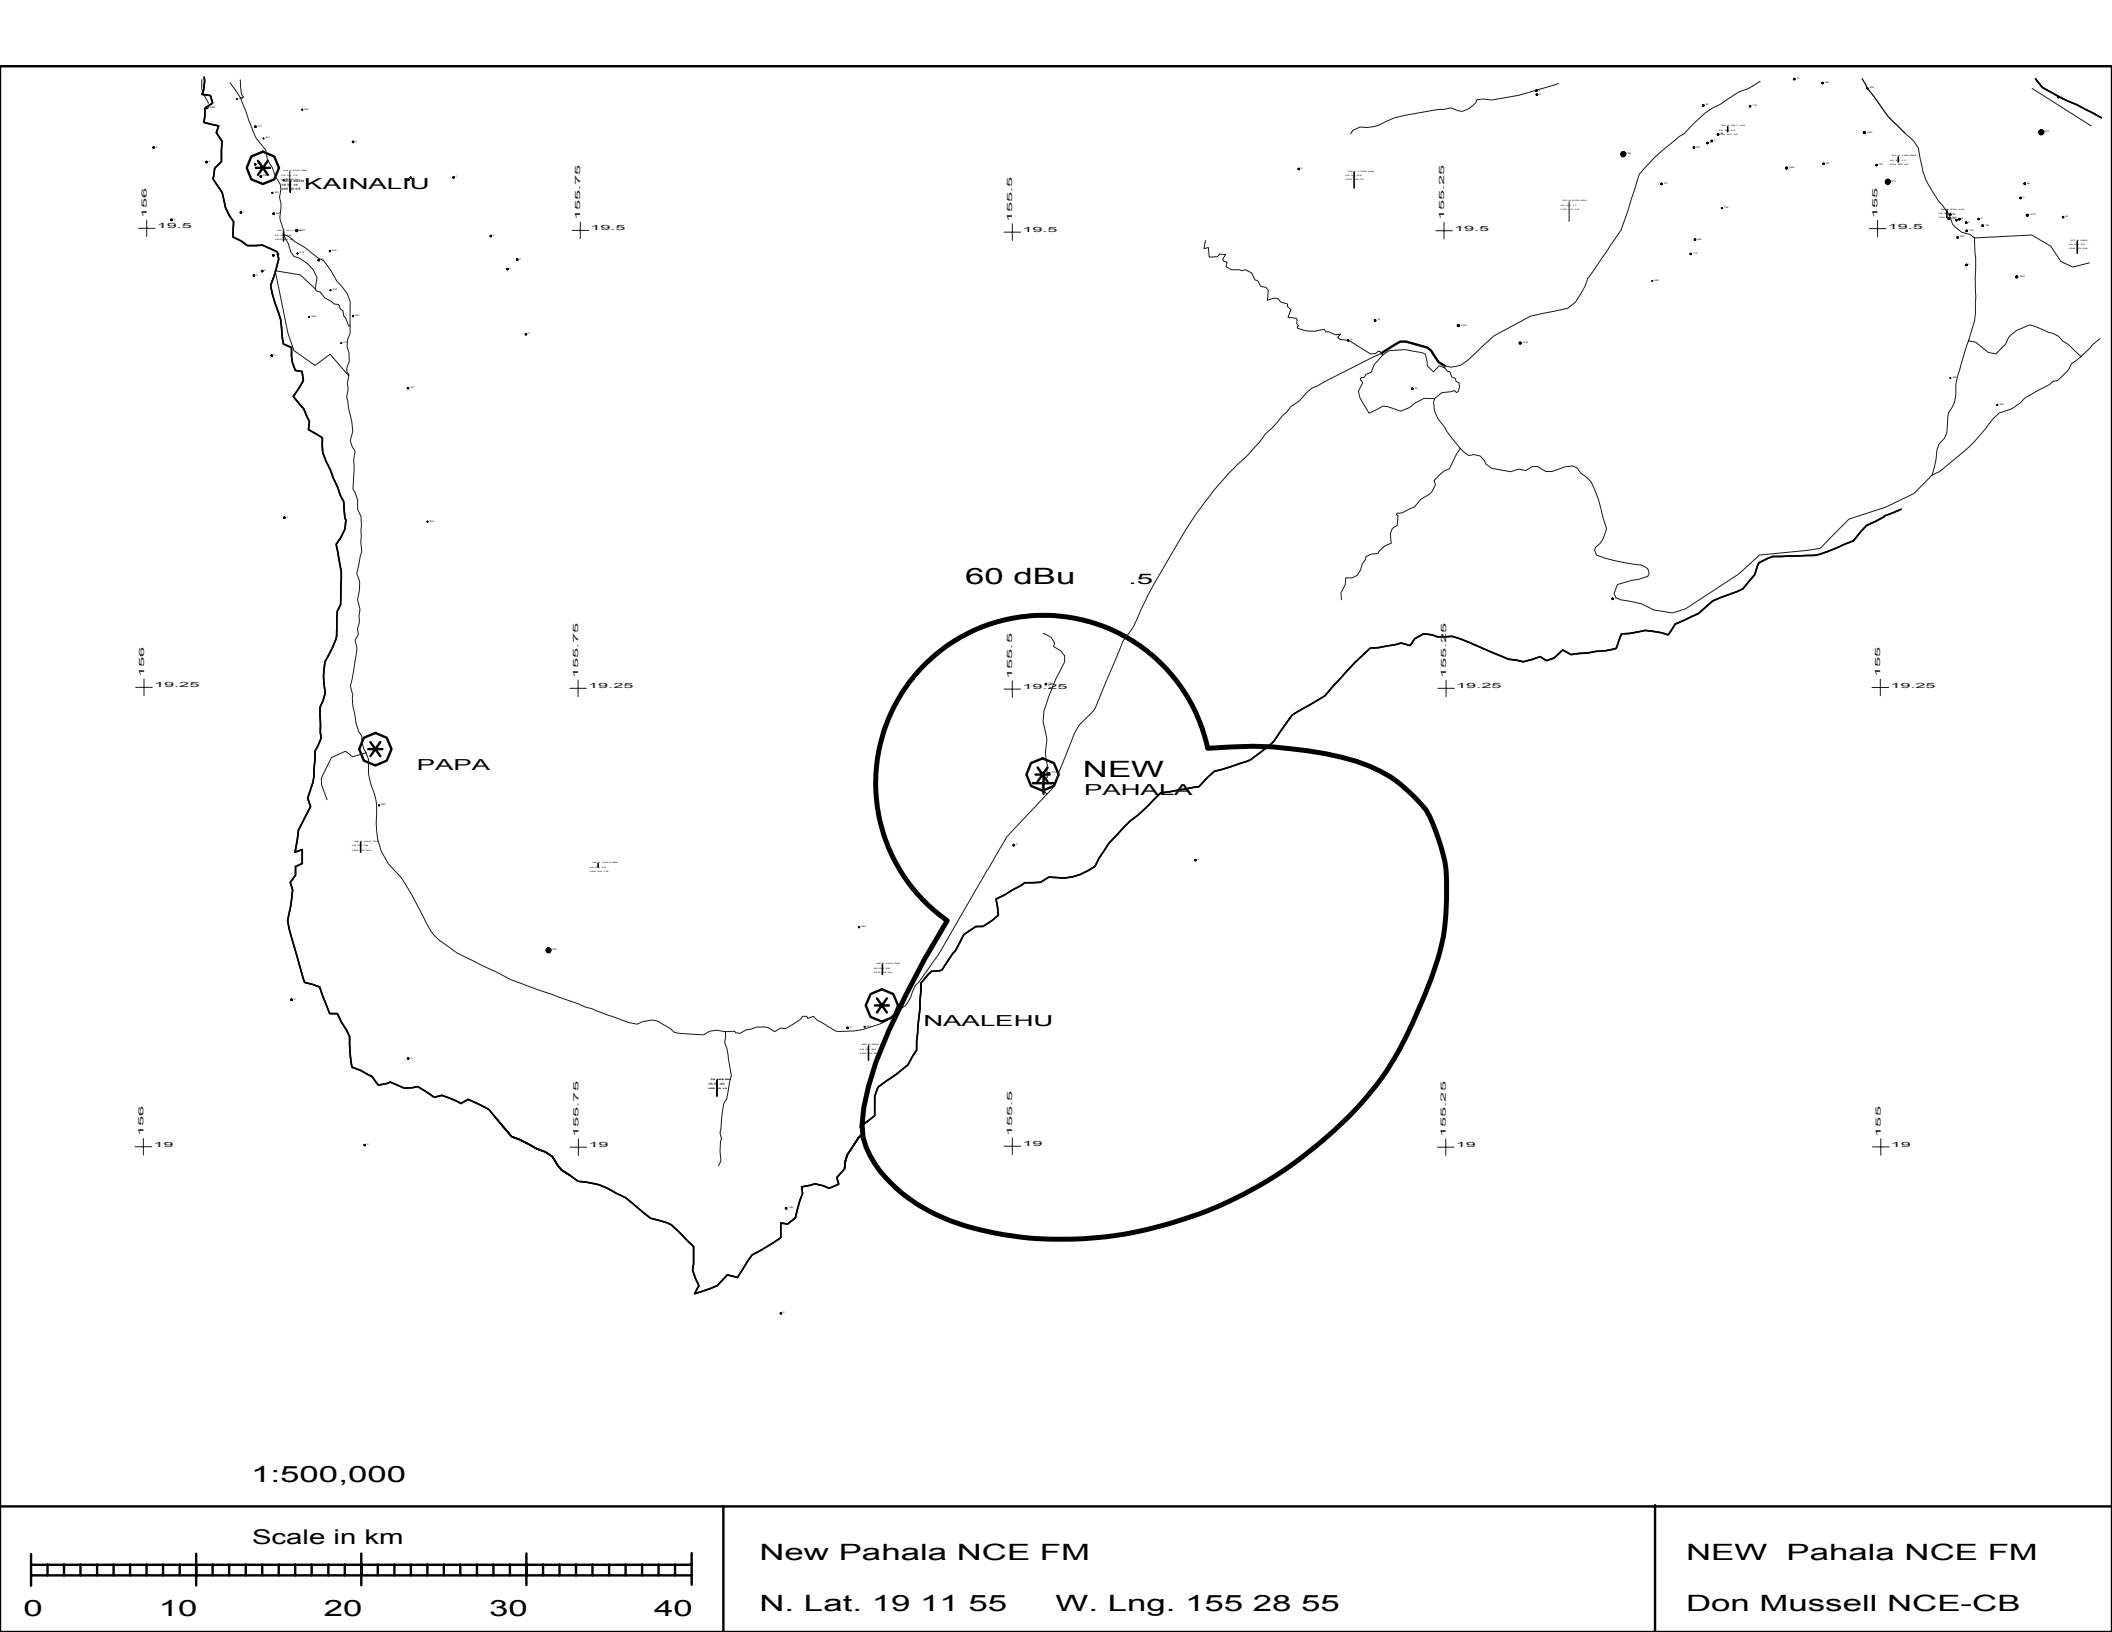 KAINALIU
156
19.5
155.75
19.5
155.5
19.5
155.25
19.5
155
19.5
60 dBu
.5
156
19.25
155.75
19.25
155.5
19.25
155.25
19.25
155
19.25
PAPA
NEW
PAHALA
NAALEHU
156
19
155.75
19
155.5
19
155.25
19
155
19
1:500,000
Scale in km
0 10 20 30 40
New Pahala NCE FM
N. Lat. 19 11 55 W. Lng. 155 28 55
NEW Pahala NCE FM
Don Mussell NCE-CB